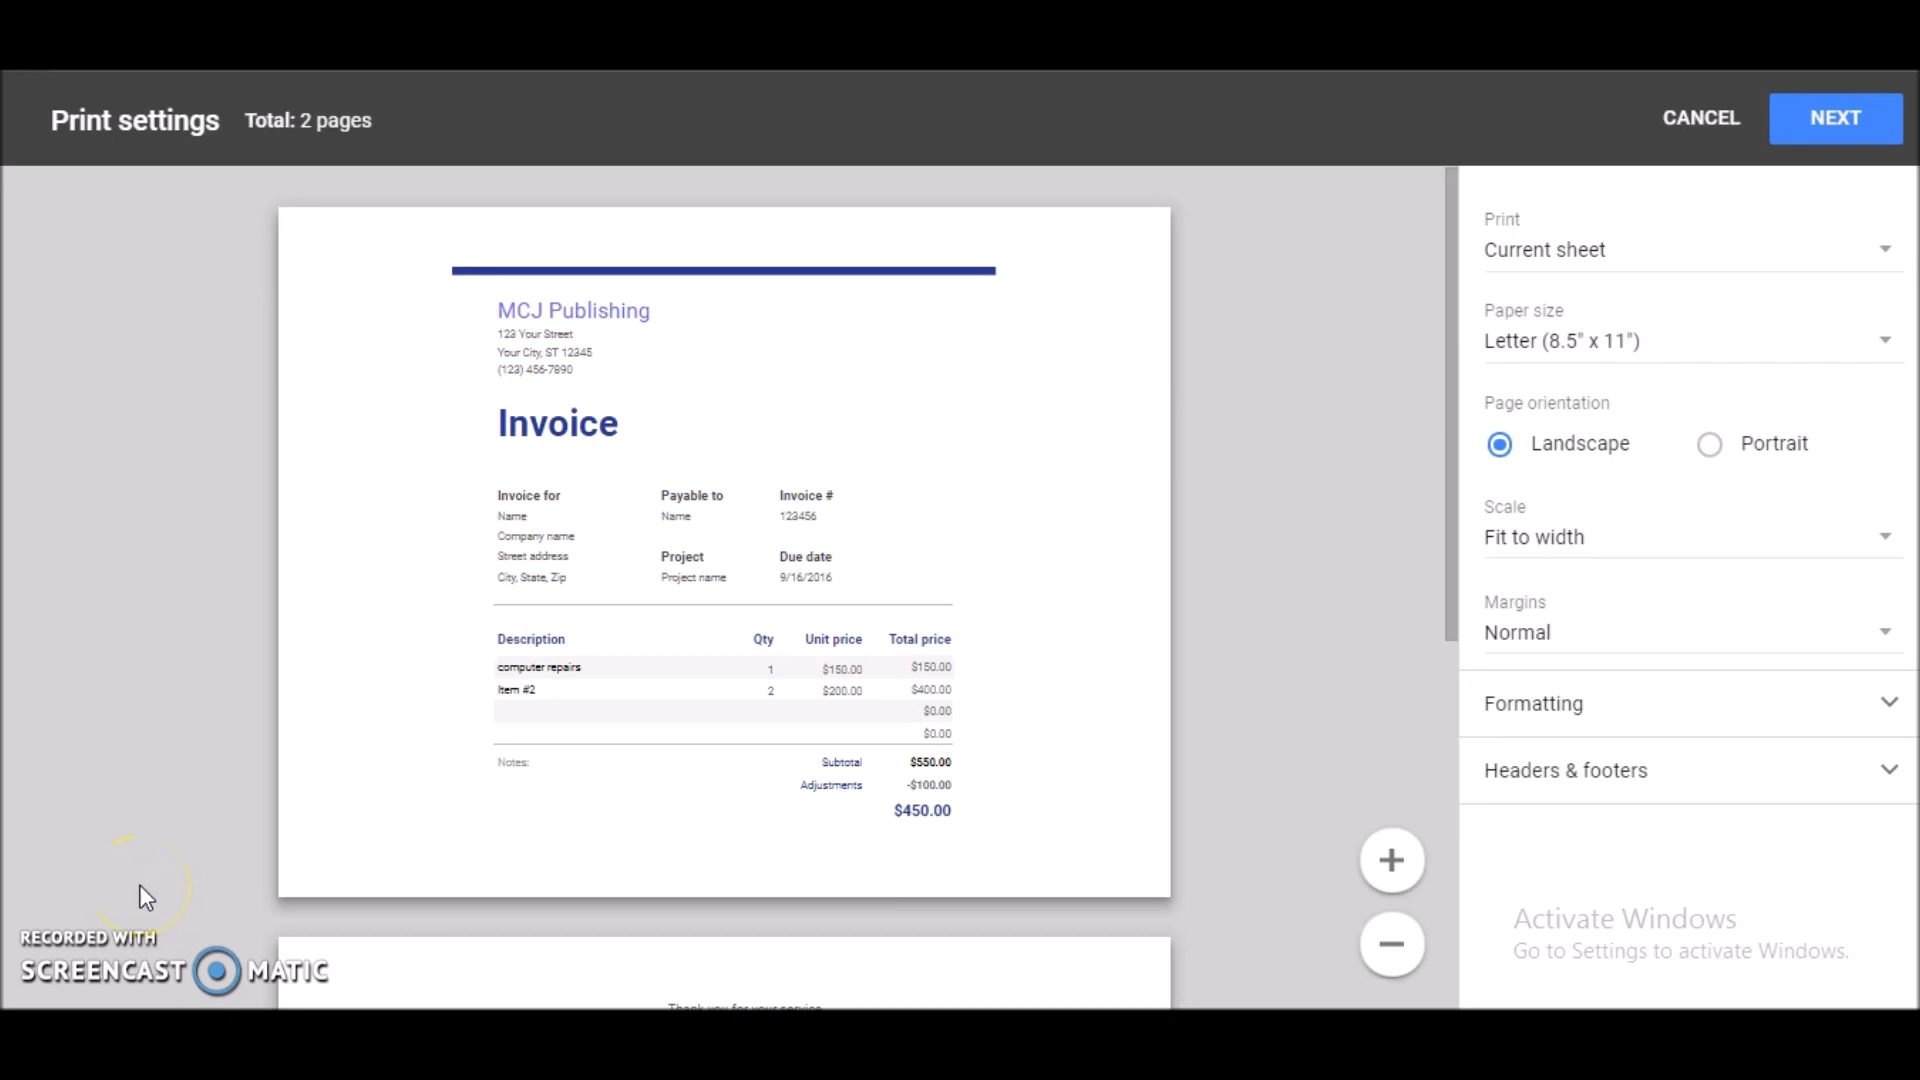 Print settings Total: 2 pages CANCEL NEXT
MCJ Publishing
123 Your Street
Your City, ST 12345
(123) 456-7890
Invoice
Invoice for Payable to Invoice #
Name Name 123456
Company name
Street address Project Due date
City, State, Zip Project name 9/16/2016
Description Qty Unit price Total price
computer repairs 1 $150.00 $150.00
Item #2 2 $200.00 $400.00
$0.00
$0.00
Notes: Subtotal $550.00
Adjustments -$100.00
$450.00
Thank you for your service
Print
Current sheet
Paper size
Letter (8.5" x 11")
Page orientation
Landscape Portrait
Scale
Fit to width
Margins
Normal
Formatting
Headers & footers
Activate Windows
Go to Settings to activate Windows.
RECORDED WITH
SCREENCAST MATIC